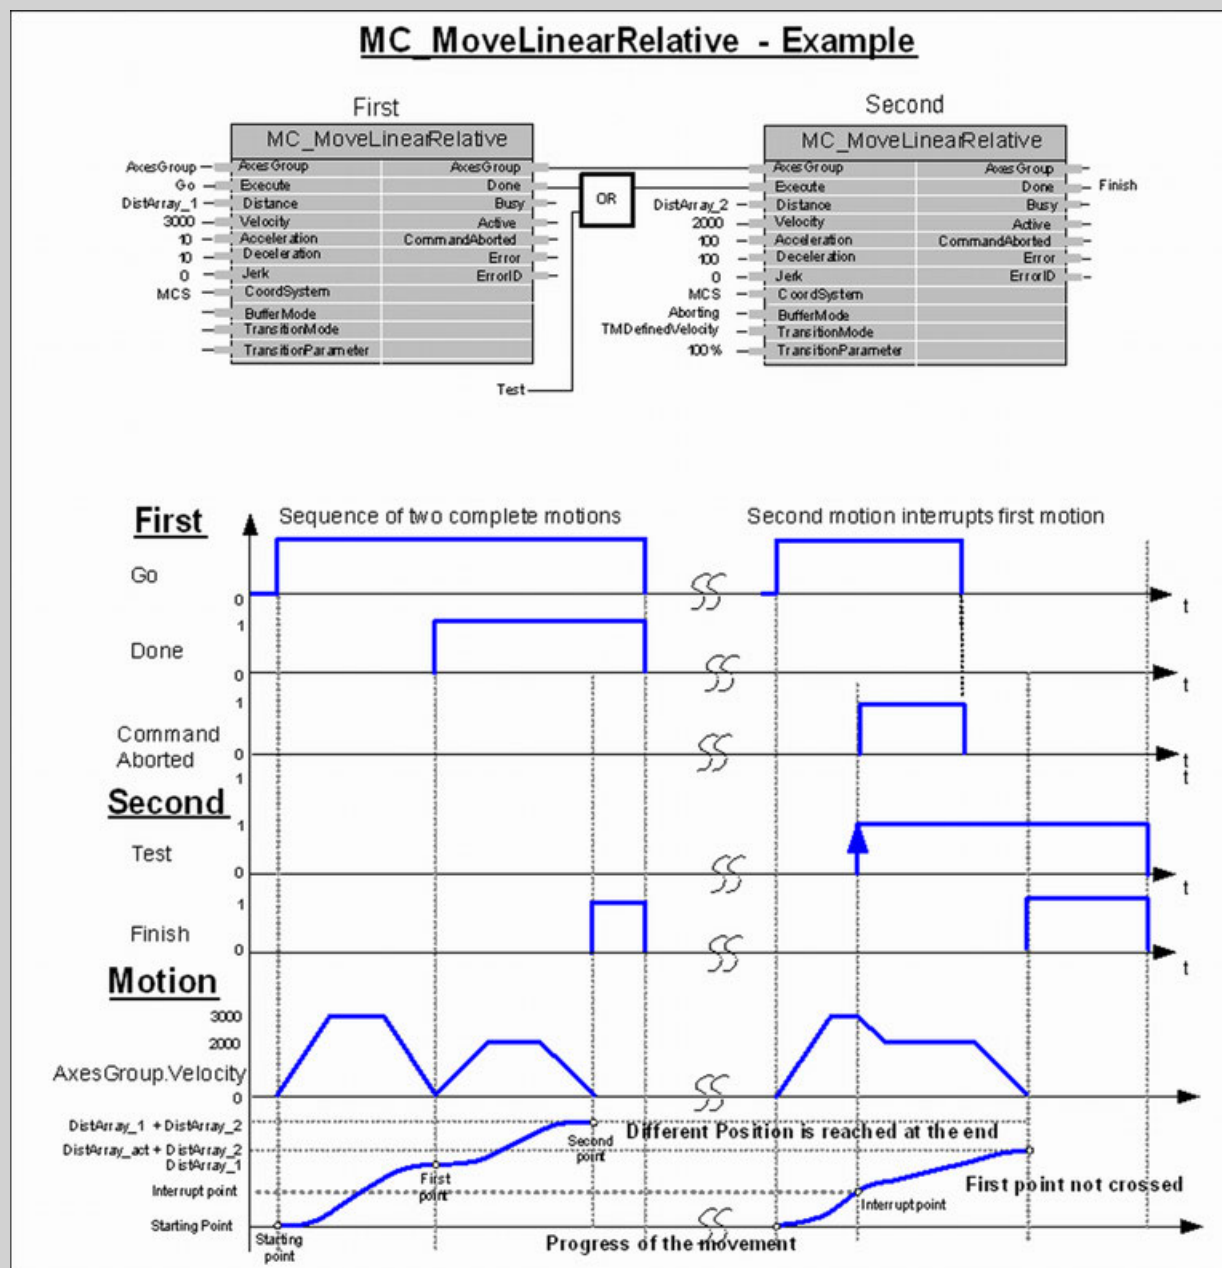 MC_MoveLinearRelative - Example
First
Second
MC_MoveLinearRelative
AxesGroup AxesGroup AxesGroup
Go Execute Done
DistArray_1 Distance Busy
3000 Velocity Active
10 Acceleration CommandAborted
10 Deceleration Error
0 Jerk ErrorID
MCS CoordSystem
BufferMode
TransitionMode
TransitionParameter
OR
Test
MC_MoveLinearRelative
AxesGroup AxesGroup
Execute Done Finish
DistArray_2 Distance Busy
2000 Velocity Active
100 Acceleration CommandAborted
100 Deceleration Error
0 Jerk ErrorID
MCS CoordSystem
Aborting BufferMode
TMDefinedVelocity TransitionMode
100% TransitionParameter
First
Sequence of two complete motions
Second motion interrupts first motion
Go
0
t
1
Done
0
t
1
Command
Aborted
0
t
t
1
Second
1
Test
0
t
1
Finish
0
t
Motion
3000
2000
AxesGroup.Velocity
0
DistArray_1 + DistArray_2
DistArray_act + DistArray_2
DistArray_1
Interrupt point
Starting Point
Starting
point
First
point
Second
point
Different Position is reached at the end
First point not crossed
Interrupt point
Progress of the movement